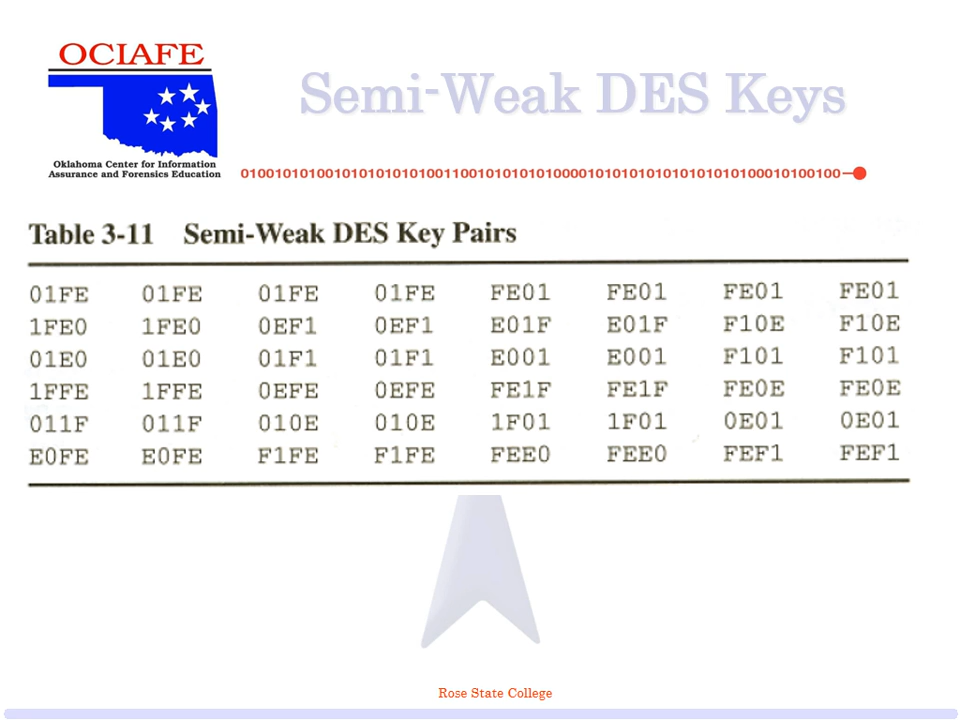 OCIAFE
Oklahoma Center for Information
Assurance and Forensics Education
Semi-Weak DES Keys
01001010100101010101010100110010101010101000010101010101010101010100010100100
Table 3-11 Semi-Weak DES Key Pairs
01FE 01FE 01FE 01FE FE01 FE01 FE01 FE01
1FE0 1FE0 0EF1 0EF1 E01F E01F F10E F10E
01E0 01E0 01F1 01F1 E001 E001 F101 F101
1FFE 1FFE 0EFE 0EFE FE1F FE1F FE0E FE0E
011F 011F 010E 010E 1F01 1F01 0E01 0E01
E0FE E0FE F1FE F1FE FEE0 FEE0 FEF1 FEF1
Rose State College